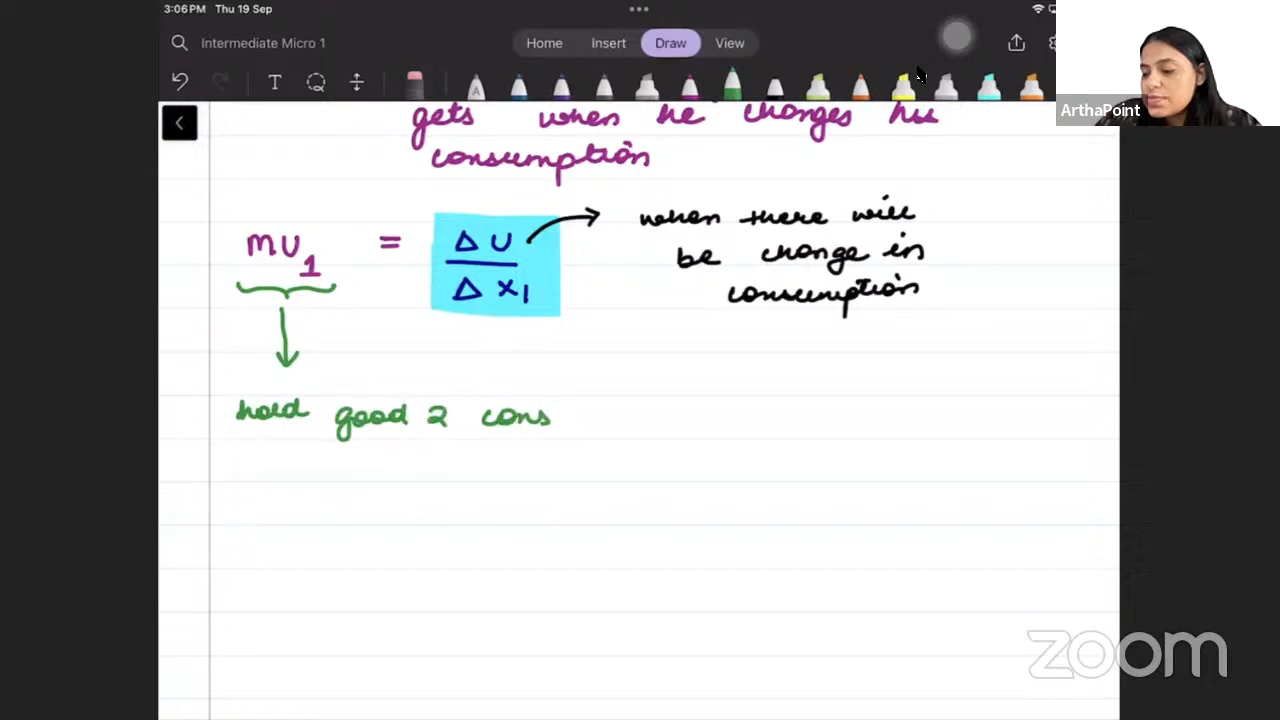 3:06 PM Thu 19 Sep
Intermediate Micro 1
Home Insert Draw View
T
A
ArthaPoint
gets when he changes his
consumption
MU1 = ΔU
ΔX1
when there will
be change in
consumption
hold good 2 cons
zoom